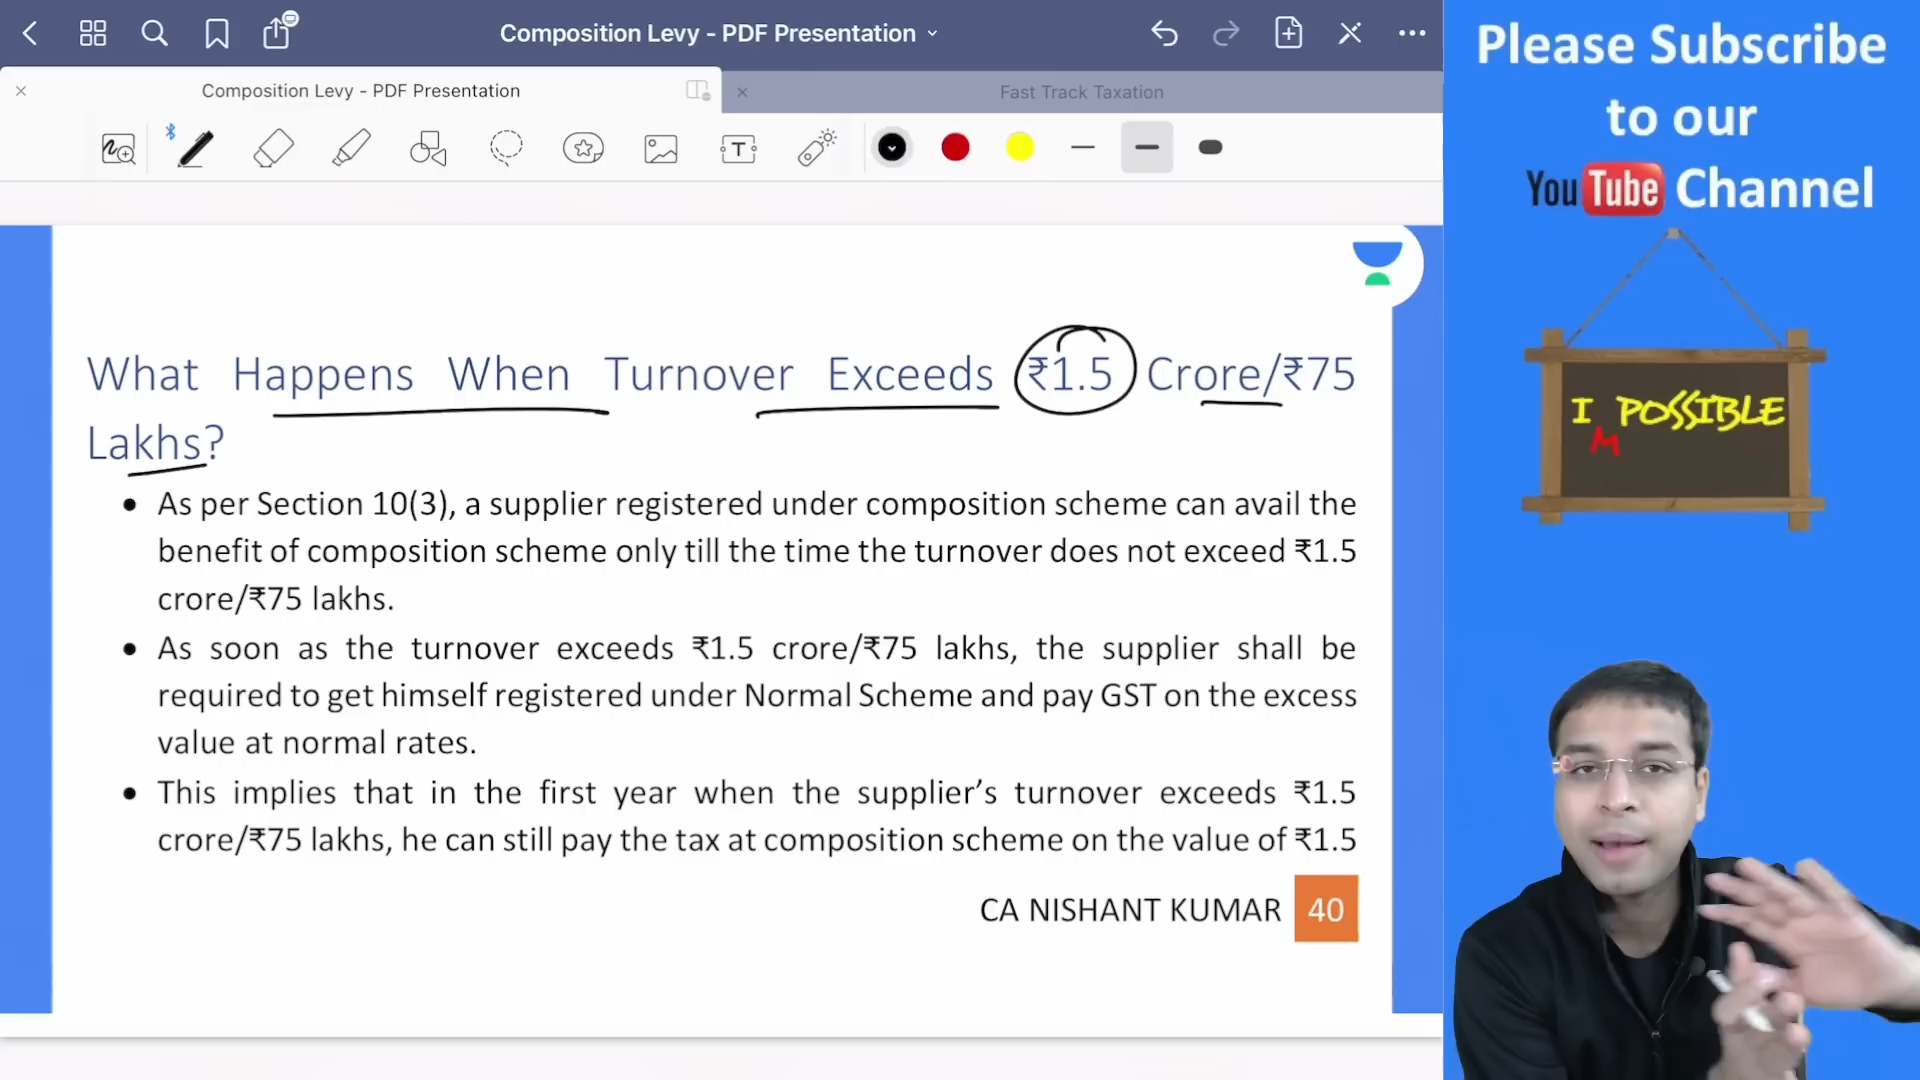 Composition Levy - PDF Presentation
Composition Levy - PDF Presentation
Fast Track Taxation
T
What Happens When Turnover Exceeds ₹1.5 Crore/₹75
Lakhs?
• As per Section 10(3), a supplier registered under composition scheme can avail the
benefit of composition scheme only till the time the turnover does not exceed ₹1.5
crore/₹75 lakhs.
• As soon as the turnover exceeds ₹1.5 crore/₹75 lakhs, the supplier shall be
required to get himself registered under Normal Scheme and pay GST on the excess
value at normal rates.
• This implies that in the first year when the supplier's turnover exceeds ₹1.5
crore/₹75 lakhs, he can still pay the tax at composition scheme on the value of ₹1.5
CA NISHANT KUMAR 40
Please Subscribe
to our
YouTube Channel
I POSSIBLE
M